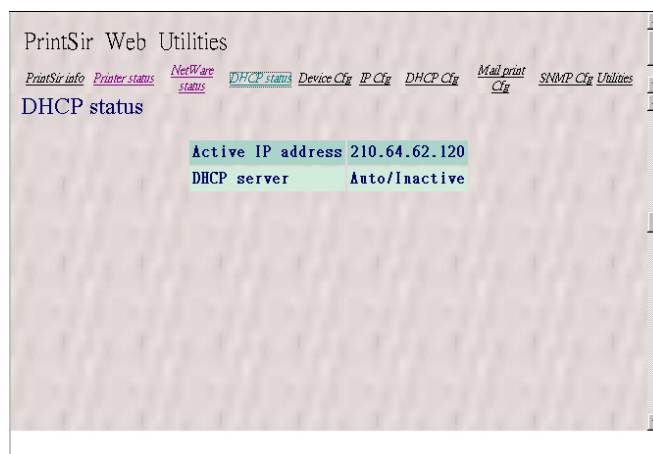 PrintSir Web Utilities
PrintSir info Printer status NetWare status DHCP status Device Cfg IP Cfg DHCP Cfg Mail print Cfg SNMP Cfg Utilities
DHCP status
Active IP address 210.64.62.120
DHCP server Auto/Inactive